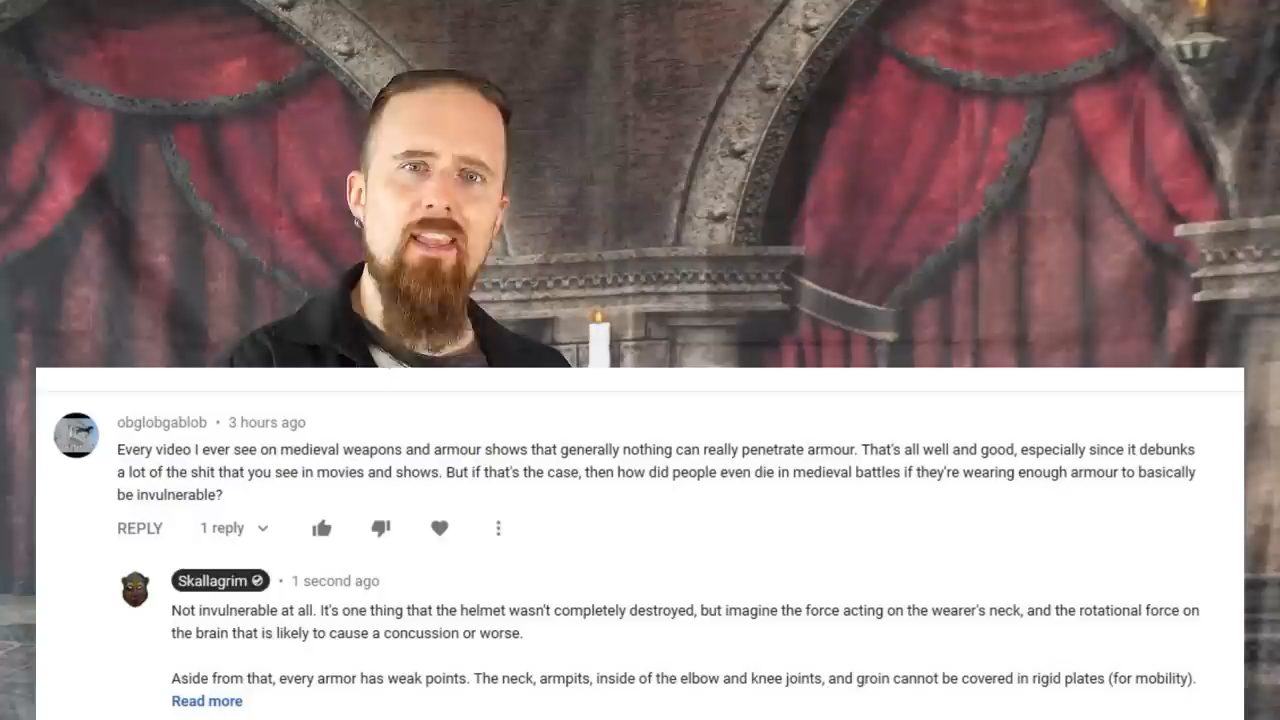 obglobgablob • 3 hours ago
Every video I ever see on medieval weapons and armour shows that generally nothing can really penetrate armour. That's all well and good, especially since it debunks
a lot of the shit that you see in movies and shows. But if that's the case, then how did people even die in medieval battles if they're wearing enough armour to basically
be invulnerable?
REPLY 1 reply
Skallagrim • 1 second ago
Not invulnerable at all. It's one thing that the helmet wasn't completely destroyed, but imagine the force acting on the wearer's neck, and the rotational force on
the brain that is likely to cause a concussion or worse.
Aside from that, every armor has weak points. The neck, armpits, inside of the elbow and knee joints, and groin cannot be covered in rigid plates (for mobility).
Read more